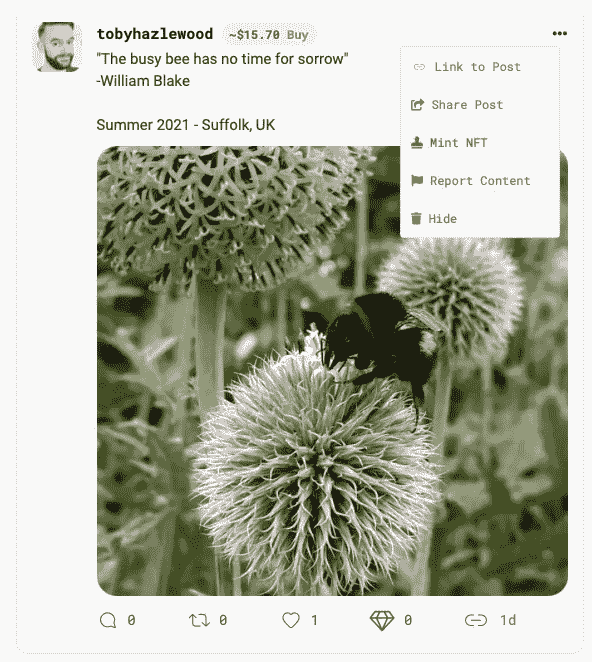 tobyhazlewood ~$15.70 Buy
"The busy bee has no time for sorrow"
-William Blake
Summer 2021 - Suffolk, UK
Link to Post
Share Post
Mint NFT
Report Content
Hide
0 0 1 0 1d